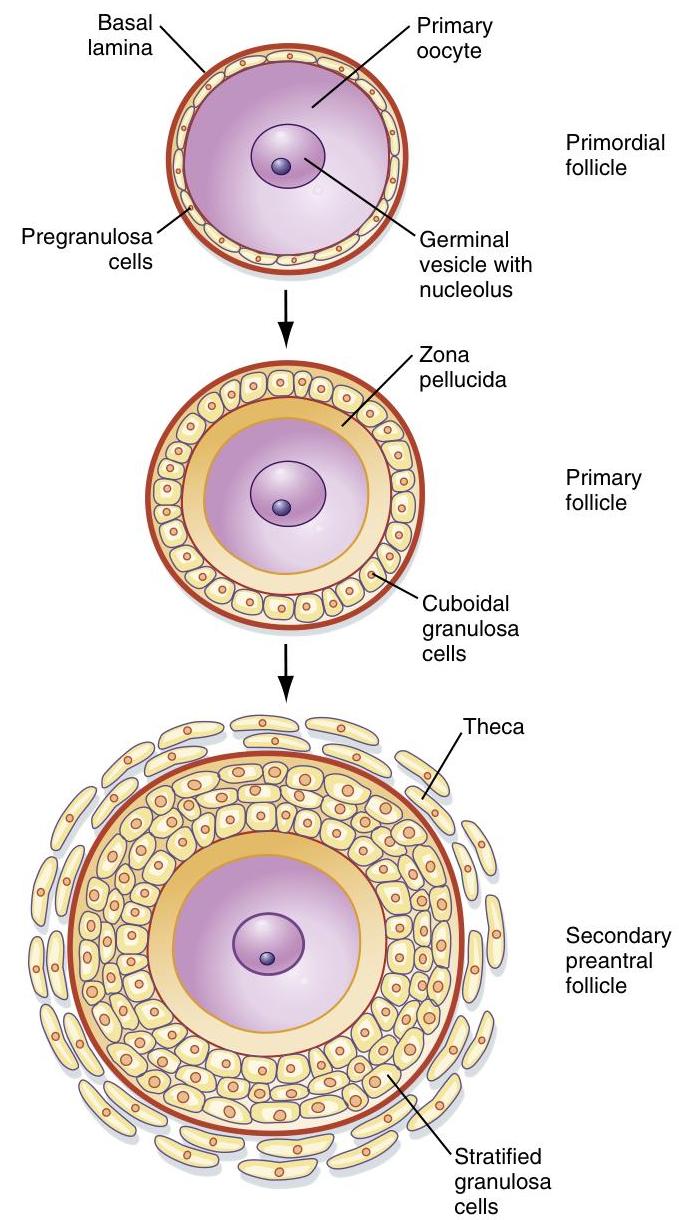 Basal
lamina
Primary
oocyte
Primordial
follicle
Pregranulosa
cells
Germinal
vesicle with
nucleolus
Zona
pellucida
Primary
follicle
Cuboidal
granulosa
cells
Theca
Secondary
preantral
follicle
Stratified
granulosa
cells